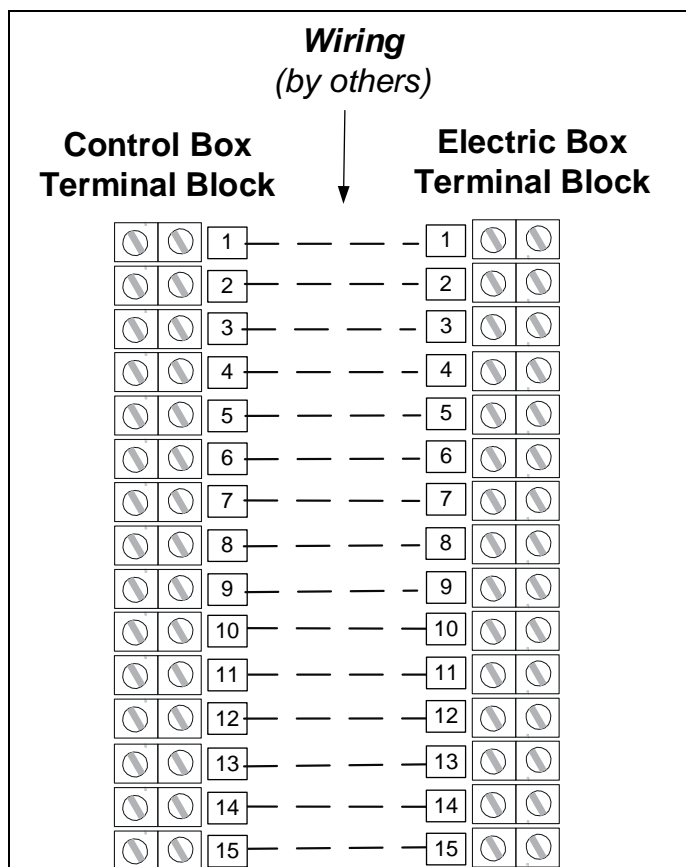 Wiring
(by others)
Control Box
Terminal Block
Electric Box
Terminal Block
1 1
2 2
3 3
4 4
5 5
6 6
7 7
8 8
9 9
10 10
11 11
12 12
13 13
14 14
15 15